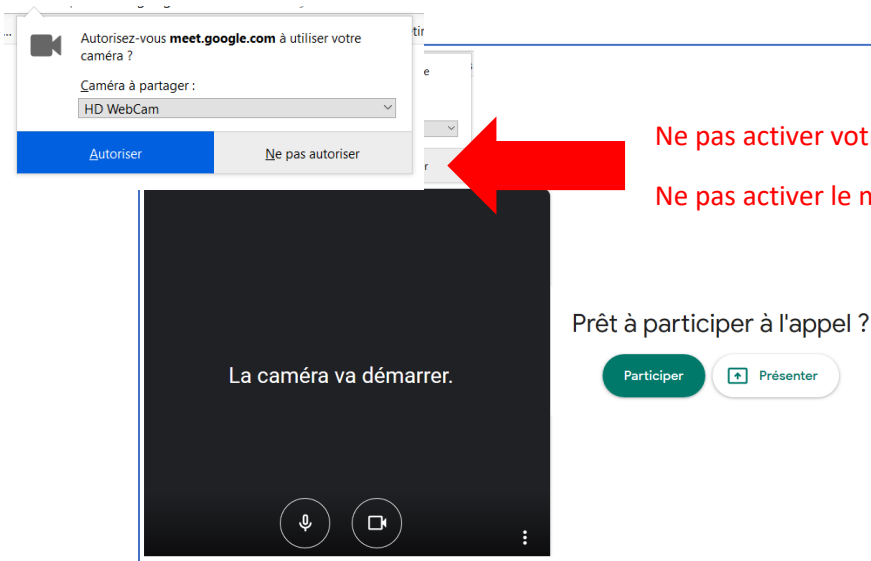 Autorisez-vous meet.google.com à utiliser votre
caméra ?
Caméra à partager :
HD WebCam
Autoriser
Ne pas autoriser
Ne pas activer
Ne pas activer le
La caméra va démarrer.
Prêt à participer à l'appel ?
Participer
Présenter